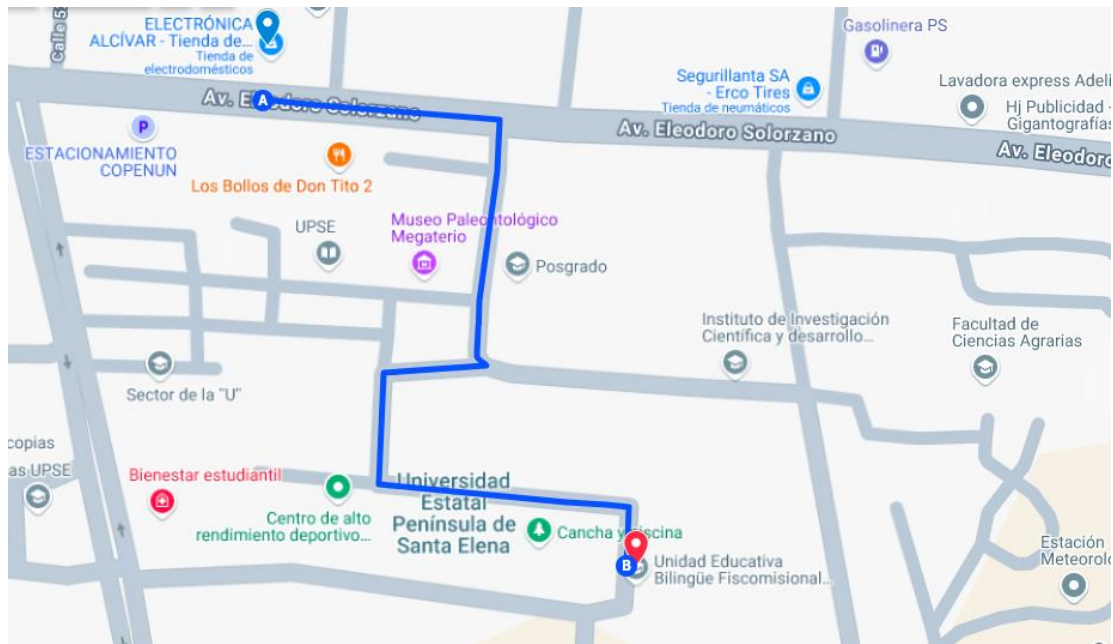 Calle 5
ELECTRÓNICA
ALCÍVAR - Tienda de...
Tienda de
electrodomésticos
Gasolinera PS
Segurillanta SA
- Erco Tires
Tienda de neumáticos
Lavadora express Adeli
Hj Publicidad -
Gigantografías
A
Av. Eleodoro Solorzano
Av. Eleodoro Solorzano
Av. Eleodoro
P
ESTACIONAMIENTO
COPENUN
Los Bollos de Don Tito 2
UPSE
Museo Paleontológico
Megaterio
Posgrado
Instituto de Investigación
Científica y desarrollo...
Facultad de
Ciencias Agrarias
Sector de la "U"
copias
as UPSE
Bienestar estudiantil
Centro de alto
rendimiento deportivo...
Universidad
Estatal
Península de
Santa Elena
Cancha y piscina
B
Unidad Educativa
Bilingüe Fiscomisional...
Estación
Meteorolo